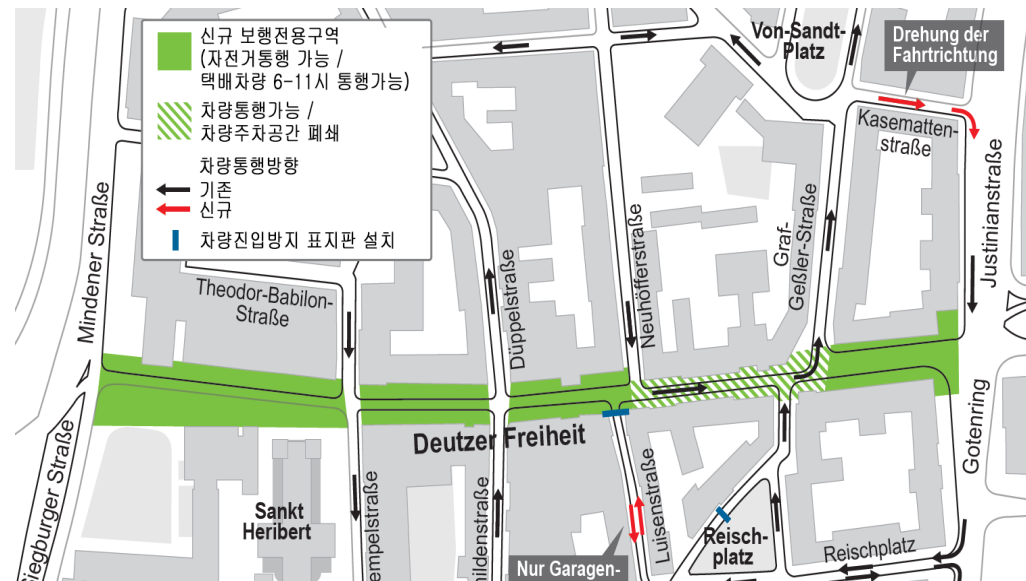 신규 보행전용구역
(자전거통행 가능 /
택배차량 6-11시 통행가능)
차량통행가능 /
차량주차공간 폐쇄
차량통행방향
기존
신규
차량진입방지 표지판 설치
Von-Sandt-
Platz
Drehung der
Fahrtrichtung
Kasematten-
straße
Justinianstraße
Mindener Straße
Theodor-Babilon-
Straße
Düppelstraße
Neuhöfferstraße
Graf-
Geßler-Straße
Deutzer Freiheit
Gotenring
Siegburger Straße
Sankt
Heribert
empelstraße
hildenstraße
Luisenstraße
Reisch-
platz
Reischplatz
Nur Garagen-